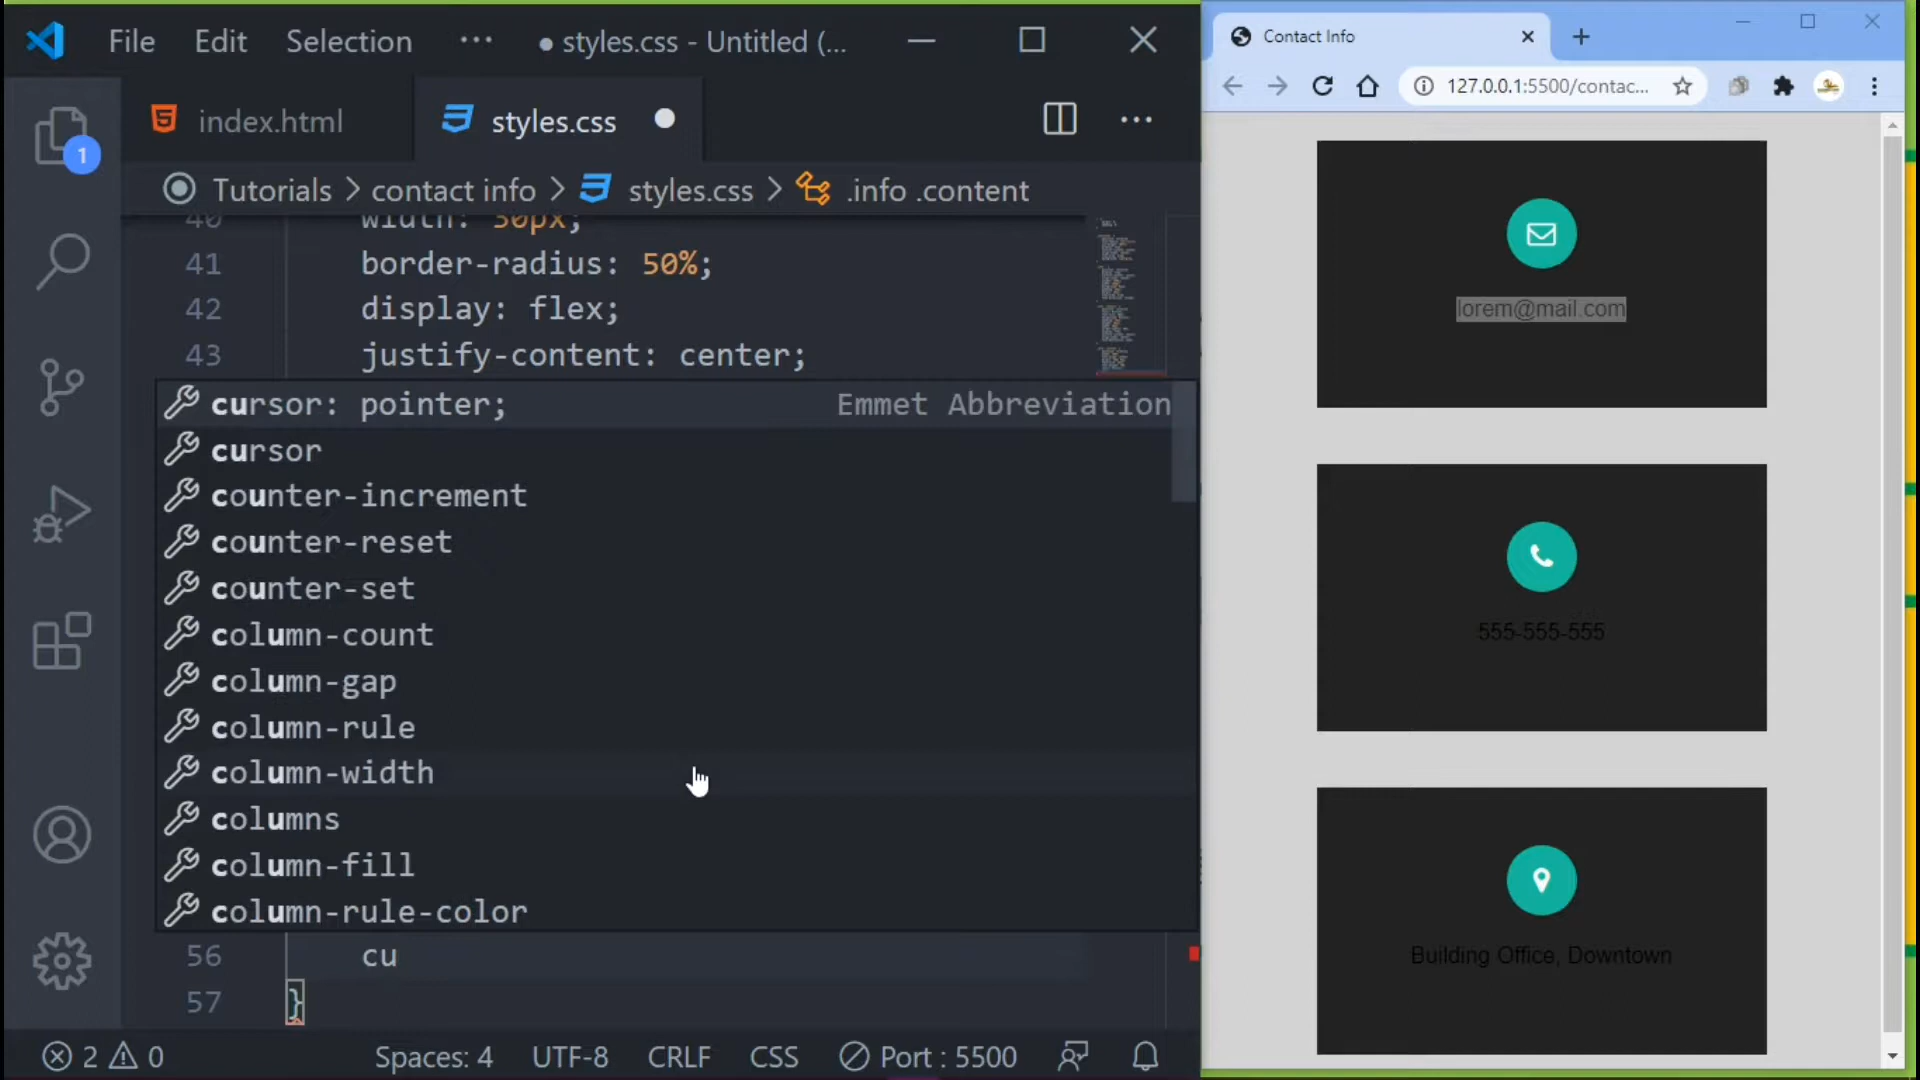 File Edit Selection ··· ● styles.css - Untitled (...
index.html
styles.css
1
Tutorials > contact info > styles.css > .info .content
40 width: 30px;
41 border-radius: 50%;
42 display: flex;
43 justify-content: center;
cursor: pointer; Emmet Abbreviation
cursor
counter-increment
counter-reset
counter-set
column-count
column-gap
column-rule
column-width
columns
column-fill
column-rule-color
56 cu
57 }
2 0 Spaces: 4 UTF-8 CRLF CSS Port : 5500
Contact Info
127.0.0.1:5500/contac...
lorem@mail.com
555-555-555
Building Office, Downtown